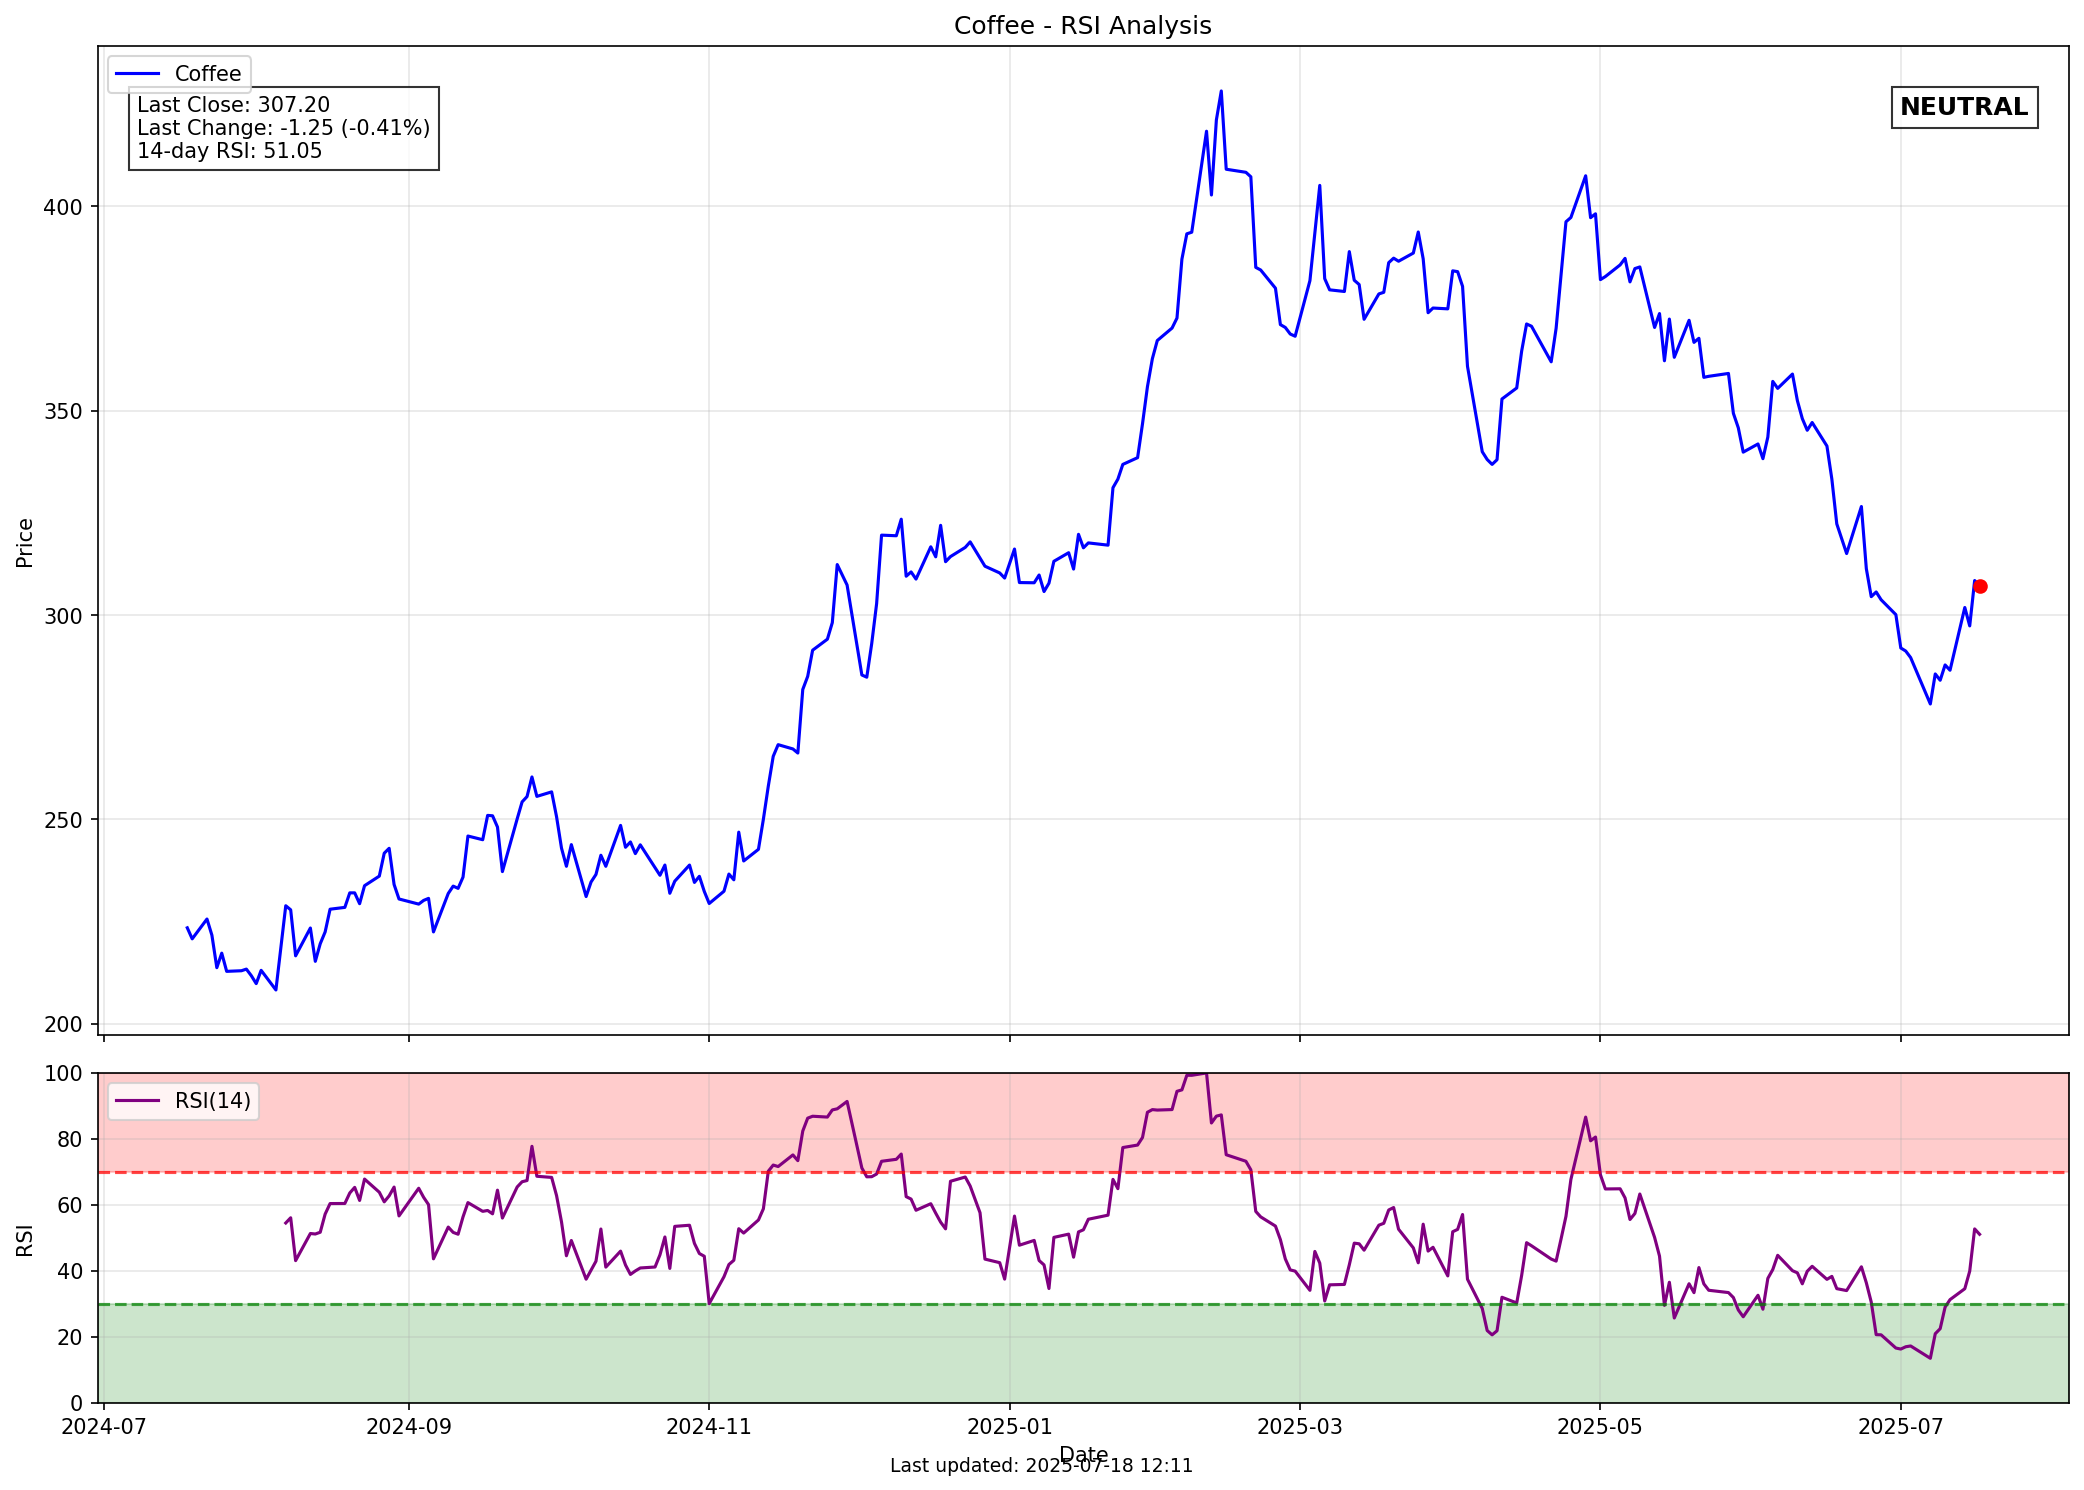 Coffee - RSI Analysis
Coffee
Last Close: 307.20
Last Change: -1.25 (-0.41%)
14-day RSI: 51.05
NEUTRAL
Price
400
350
300
250
200
RSI(14)
RSI
100
80
60
40
20
0
2024-07
2024-09
2024-11
2025-01
2025-03
2025-05
2025-07
Date
Last updated: 2025-07-18 12:11